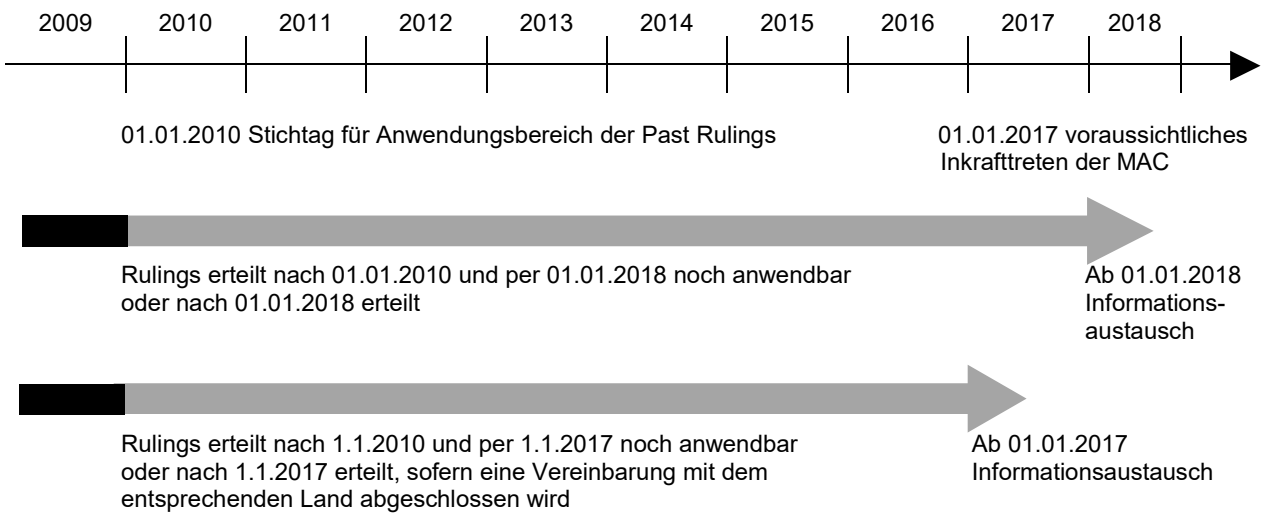 2009 2010 2011 2012 2013 2014 2015 2016 2017 2018
01.01.2010 Stichtag für Anwendungsbereich der Past Rulings
01.01.2017 voraussichtliches
Inkrafttreten der MAC
Rulings erteilt nach 01.01.2010 und per 01.01.2018 noch anwendbar
oder nach 01.01.2018 erteilt
Ab 01.01.2018
Informations-
austausch
Rulings erteilt nach 1.1.2010 und per 1.1.2017 noch anwendbar
oder nach 1.1.2017 erteilt, sofern eine Vereinbarung mit dem
entsprechenden Land abgeschlossen wird
Ab 01.01.2017
Informationsaustausch